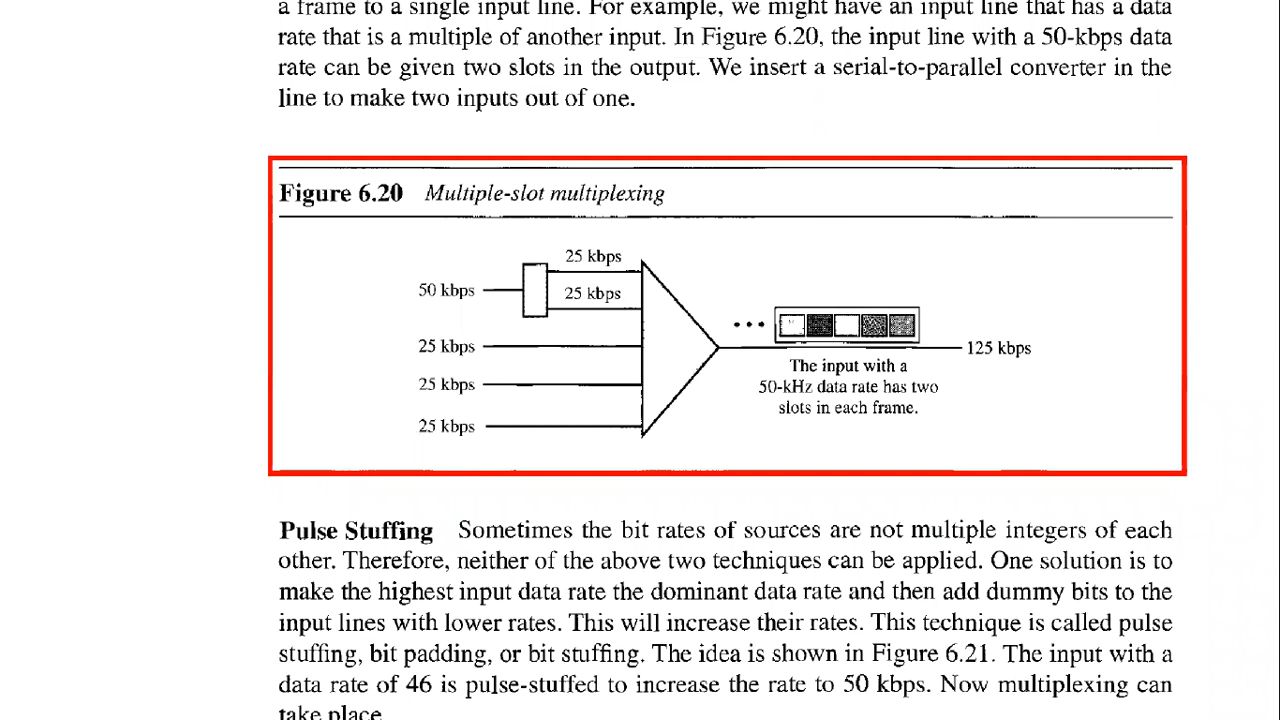 a frame to a single input line. For example, we might have an input line that has a data
rate that is a multiple of another input. In Figure 6.20, the input line with a 50-kbps data
rate can be given two slots in the output. We insert a serial-to-parallel converter in the
line to make two inputs out of one.
Figure 6.20 Multiple-slot multiplexing
25 kbps
50 kbps
25 kbps
25 kbps
25 kbps
25 kbps
125 kbps
The input with a
50-kHz data rate has two
slots in each frame.
Pulse Stuffing Sometimes the bit rates of sources are not multiple integers of each
other. Therefore, neither of the above two techniques can be applied. One solution is to
make the highest input data rate the dominant data rate and then add dummy bits to the
input lines with lower rates. This will increase their rates. This technique is called pulse
stuffing, bit padding, or bit stuffing. The idea is shown in Figure 6.21. The input with a
data rate of 46 is pulse-stuffed to increase the rate to 50 kbps. Now multiplexing can
take place